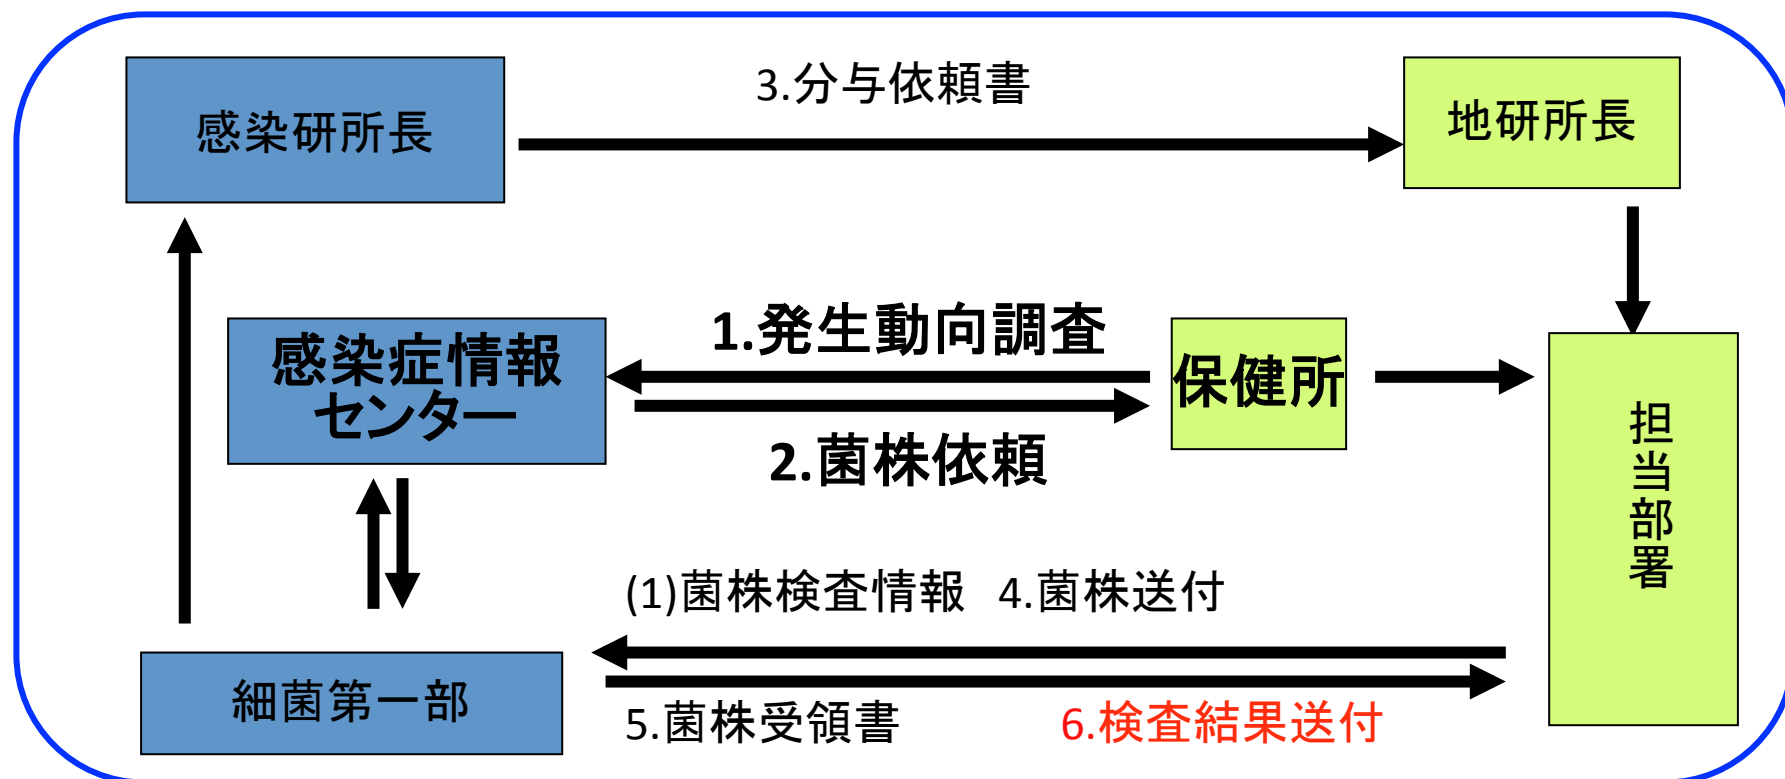 3.分与依頼書
感染研所長
地研所長
1.発生動向調査
感染症情報
センター
保健所
2.菌株依頼
担当部署
(1)菌株検査情報 4.菌株送付
細菌第一部
5.菌株受領書
6.検査結果送付